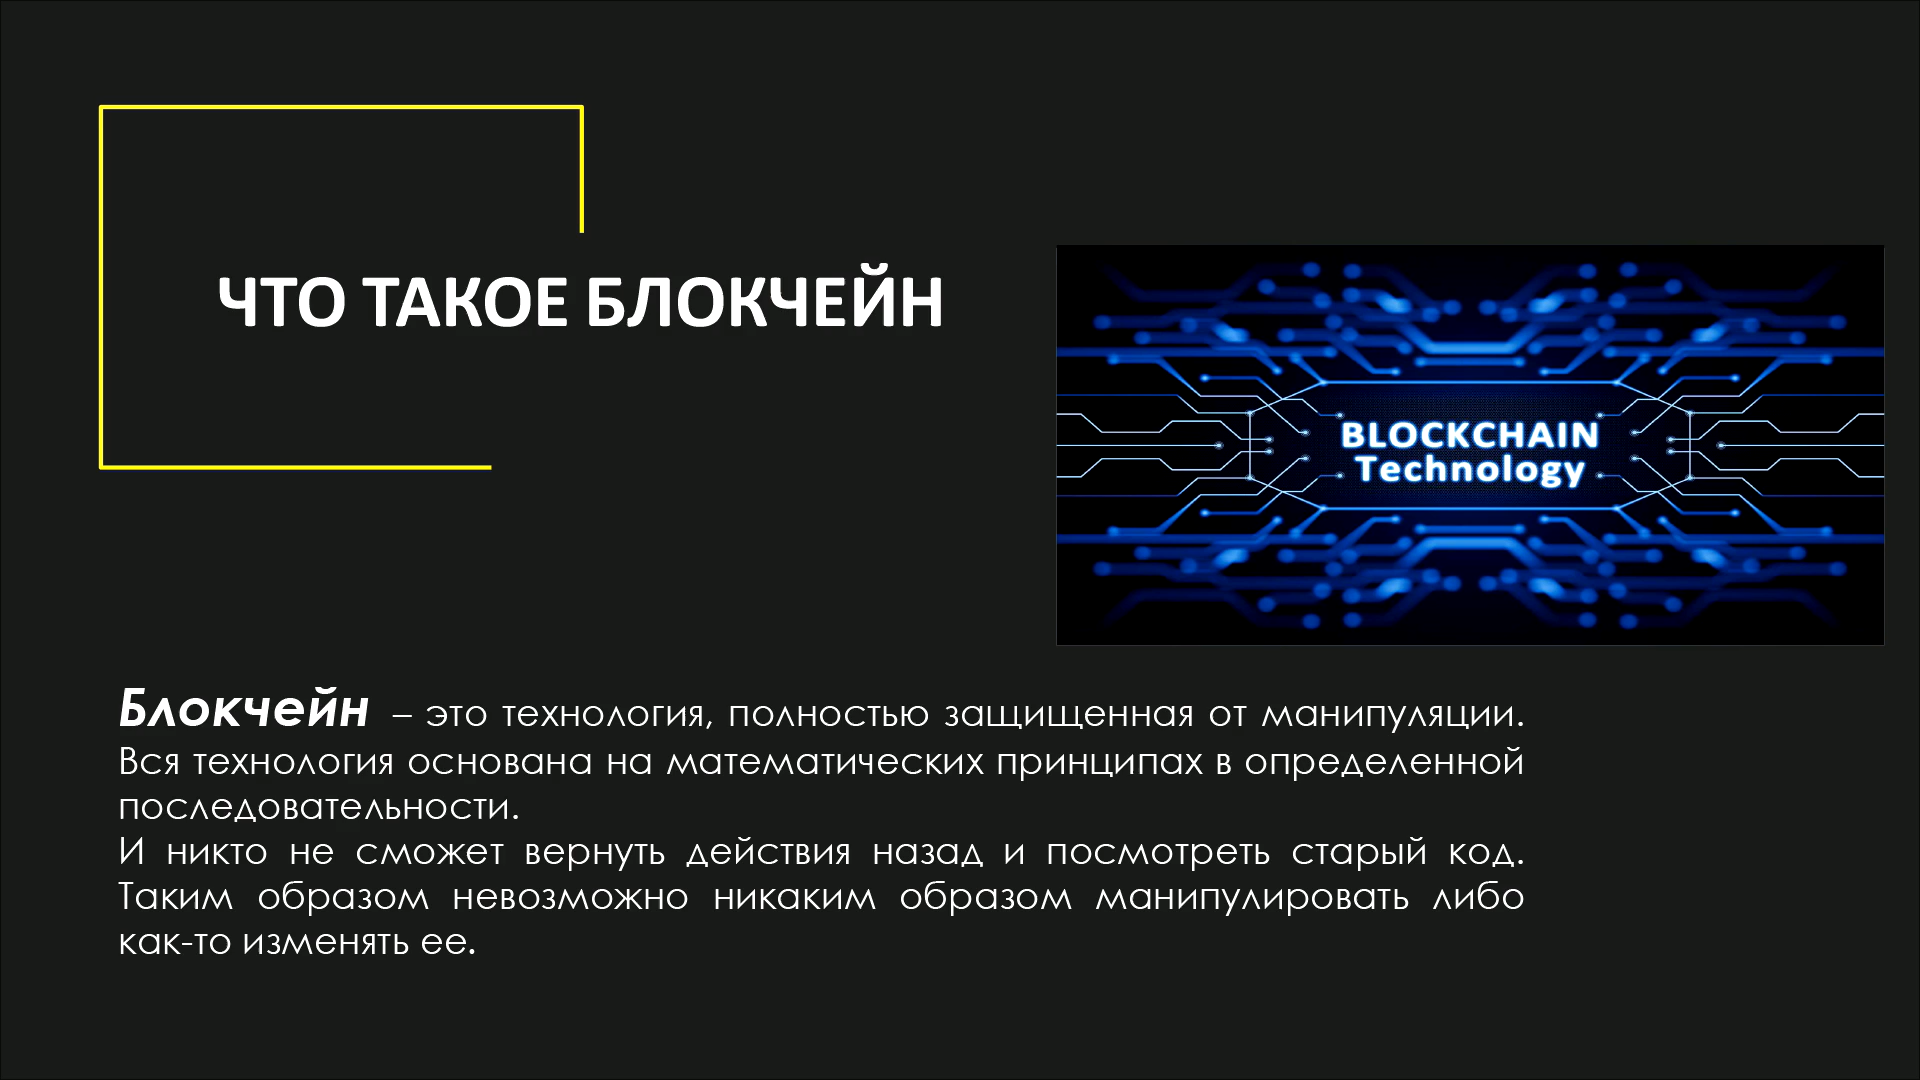 ЧТО ТАКОЕ БЛОКЧЕЙН
BLOCKCHAIN
Technology
Блокчейн – это технология, полностью защищенная от манипуляции.
Вся технология основана на математических принципах в определенной
последовательности.
И никто не сможет вернуть действия назад и посмотреть старый код.
Таким образом невозможно никаким образом манипулировать либо
как-то изменять ее.